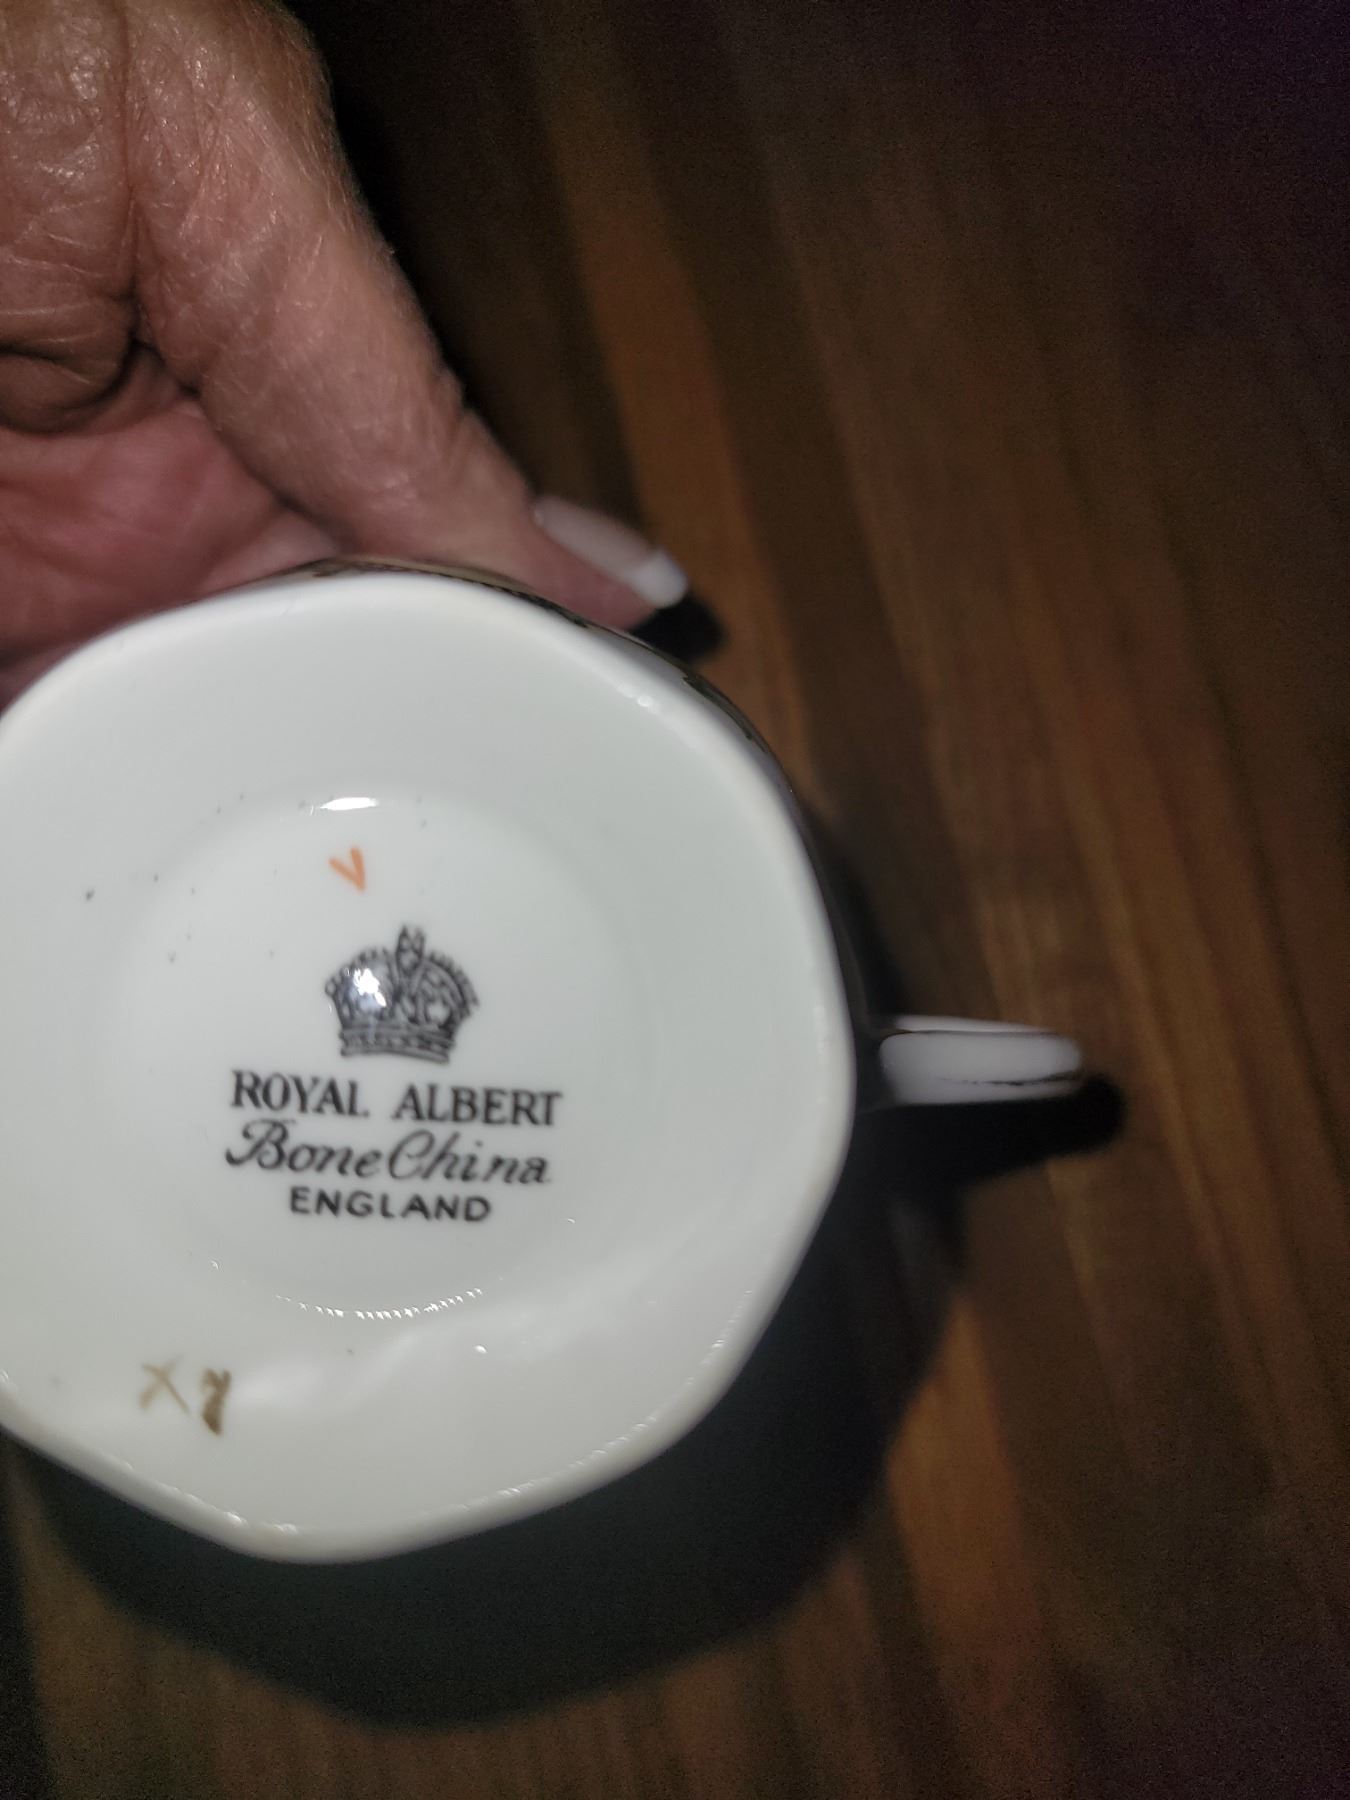 V
ROYAL ALBERT
Bone China
ENGLAND
X